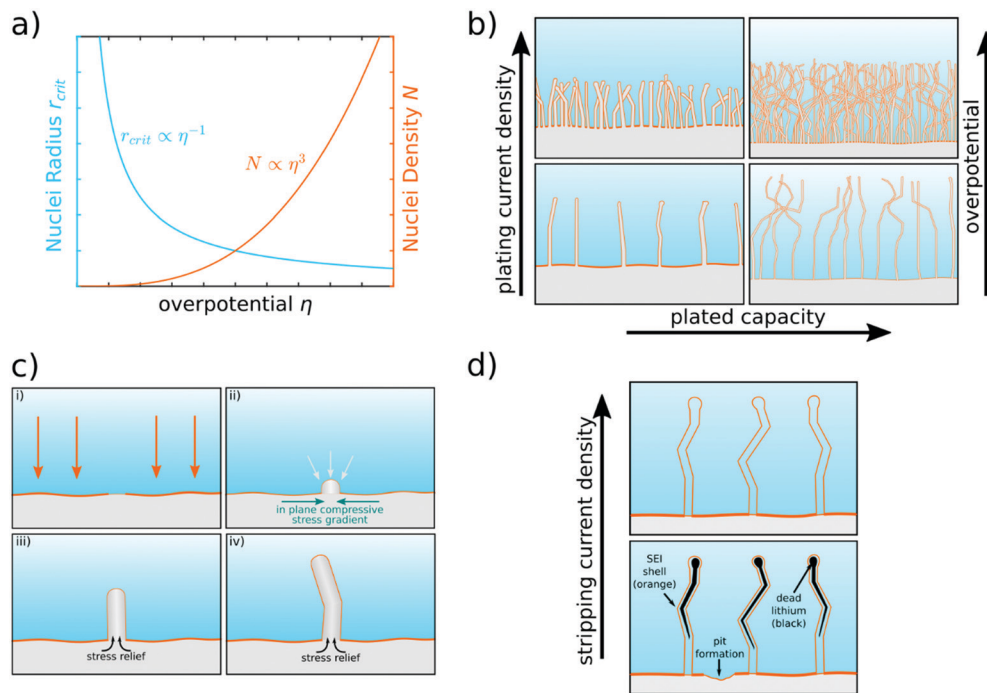 a)
Nuclei Radius r_crit
r_crit ∝ η⁻¹
N ∝ η³
Nuclei Density N
overpotential η
b)
plating current density
overpotential
plated capacity
c)
i)
ii)
in plane compressive
stress gradient
iii)
stress relief
iv)
stress relief
d)
stripping current density
SEI
shell
(orange)
dead
lithium
(black)
pit
formation